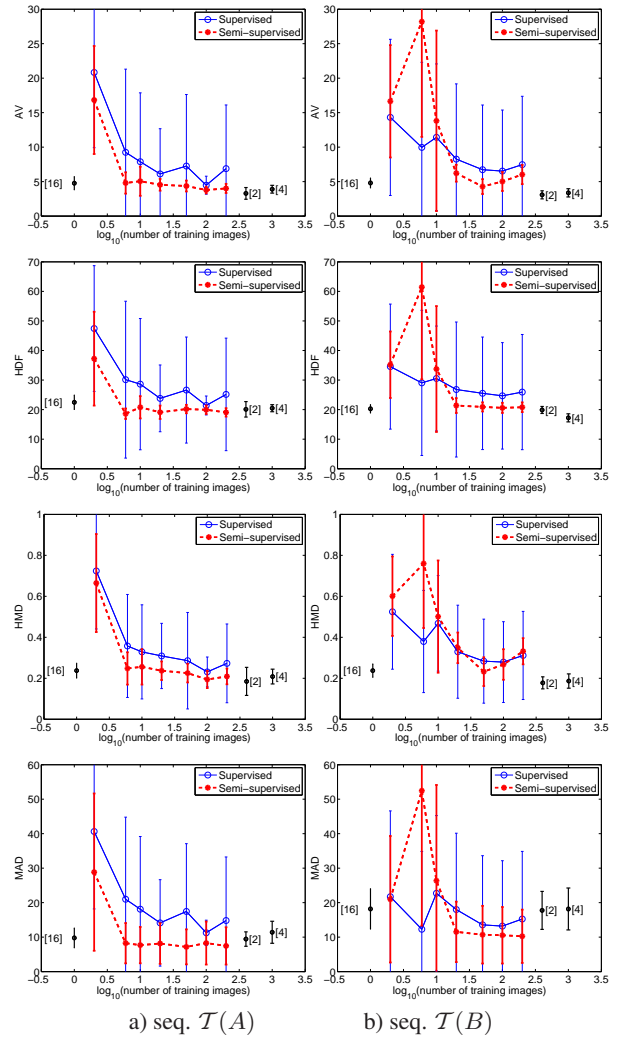 30
25
20
15
10
5
0
AV
Supervised
Semi-supervised
[16]
[2]
[4]
−0.5 0 0.5 1 1.5 2 2.5 3 3.5
log10(number of training images)
30
25
20
15
10
5
0
AV
Supervised
Semi-supervised
[16]
[2]
[4]
−0.5 0 0.5 1 1.5 2 2.5 3 3.5
log10(number of training images)
70
60
50
40
30
20
10
0
HDF
Supervised
Semi-supervised
[16]
[2]
[4]
−0.5 0 0.5 1 1.5 2 2.5 3 3.5
log10(number of training images)
70
60
50
40
30
20
10
0
HDF
Supervised
Semi-supervised
[16]
[2]
[4]
−0.5 0 0.5 1 1.5 2 2.5 3 3.5
log10(number of training images)
1
0.8
0.6
0.4
0.2
0
HMD
Supervised
Semi-supervised
[16]
[2]
[4]
−0.5 0 0.5 1 1.5 2 2.5 3 3.5
log10(number of training images)
1
0.8
0.6
0.4
0.2
0
HMD
Supervised
Semi-supervised
[16]
[2]
[4]
−0.5 0 0.5 1 1.5 2 2.5 3 3.5
log10(number of training images)
60
50
40
30
20
10
0
MAD
Supervised
Semi-supervised
[16]
[2]
[4]
−0.5 0 0.5 1 1.5 2 2.5 3 3.5
log10(number of training images)
60
50
40
30
20
10
0
MAD
Supervised
Semi-supervised
[16]
[2]
[4]
−0.5 0 0.5 1 1.5 2 2.5 3 3.5
log10(number of training images)
a) seq. T(A)
b) seq. T(B)